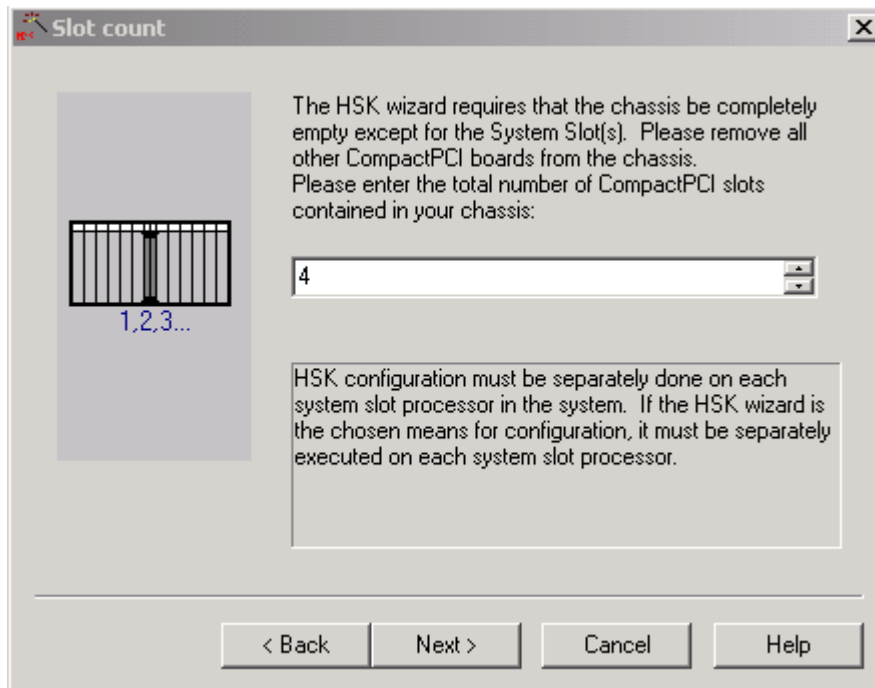 HSK
Slot count
The HSK wizard requires that the chassis be completely
empty except for the System Slot(s). Please remove all
other CompactPCI boards from the chassis.
Please enter the total number of CompactPCI slots
contained in your chassis:
4
1,2,3...
HSK configuration must be separately done on each
system slot processor in the system. If the HSK wizard is
the chosen means for configuration, it must be separately
executed on each system slot processor.
< Back
Next >
Cancel
Help